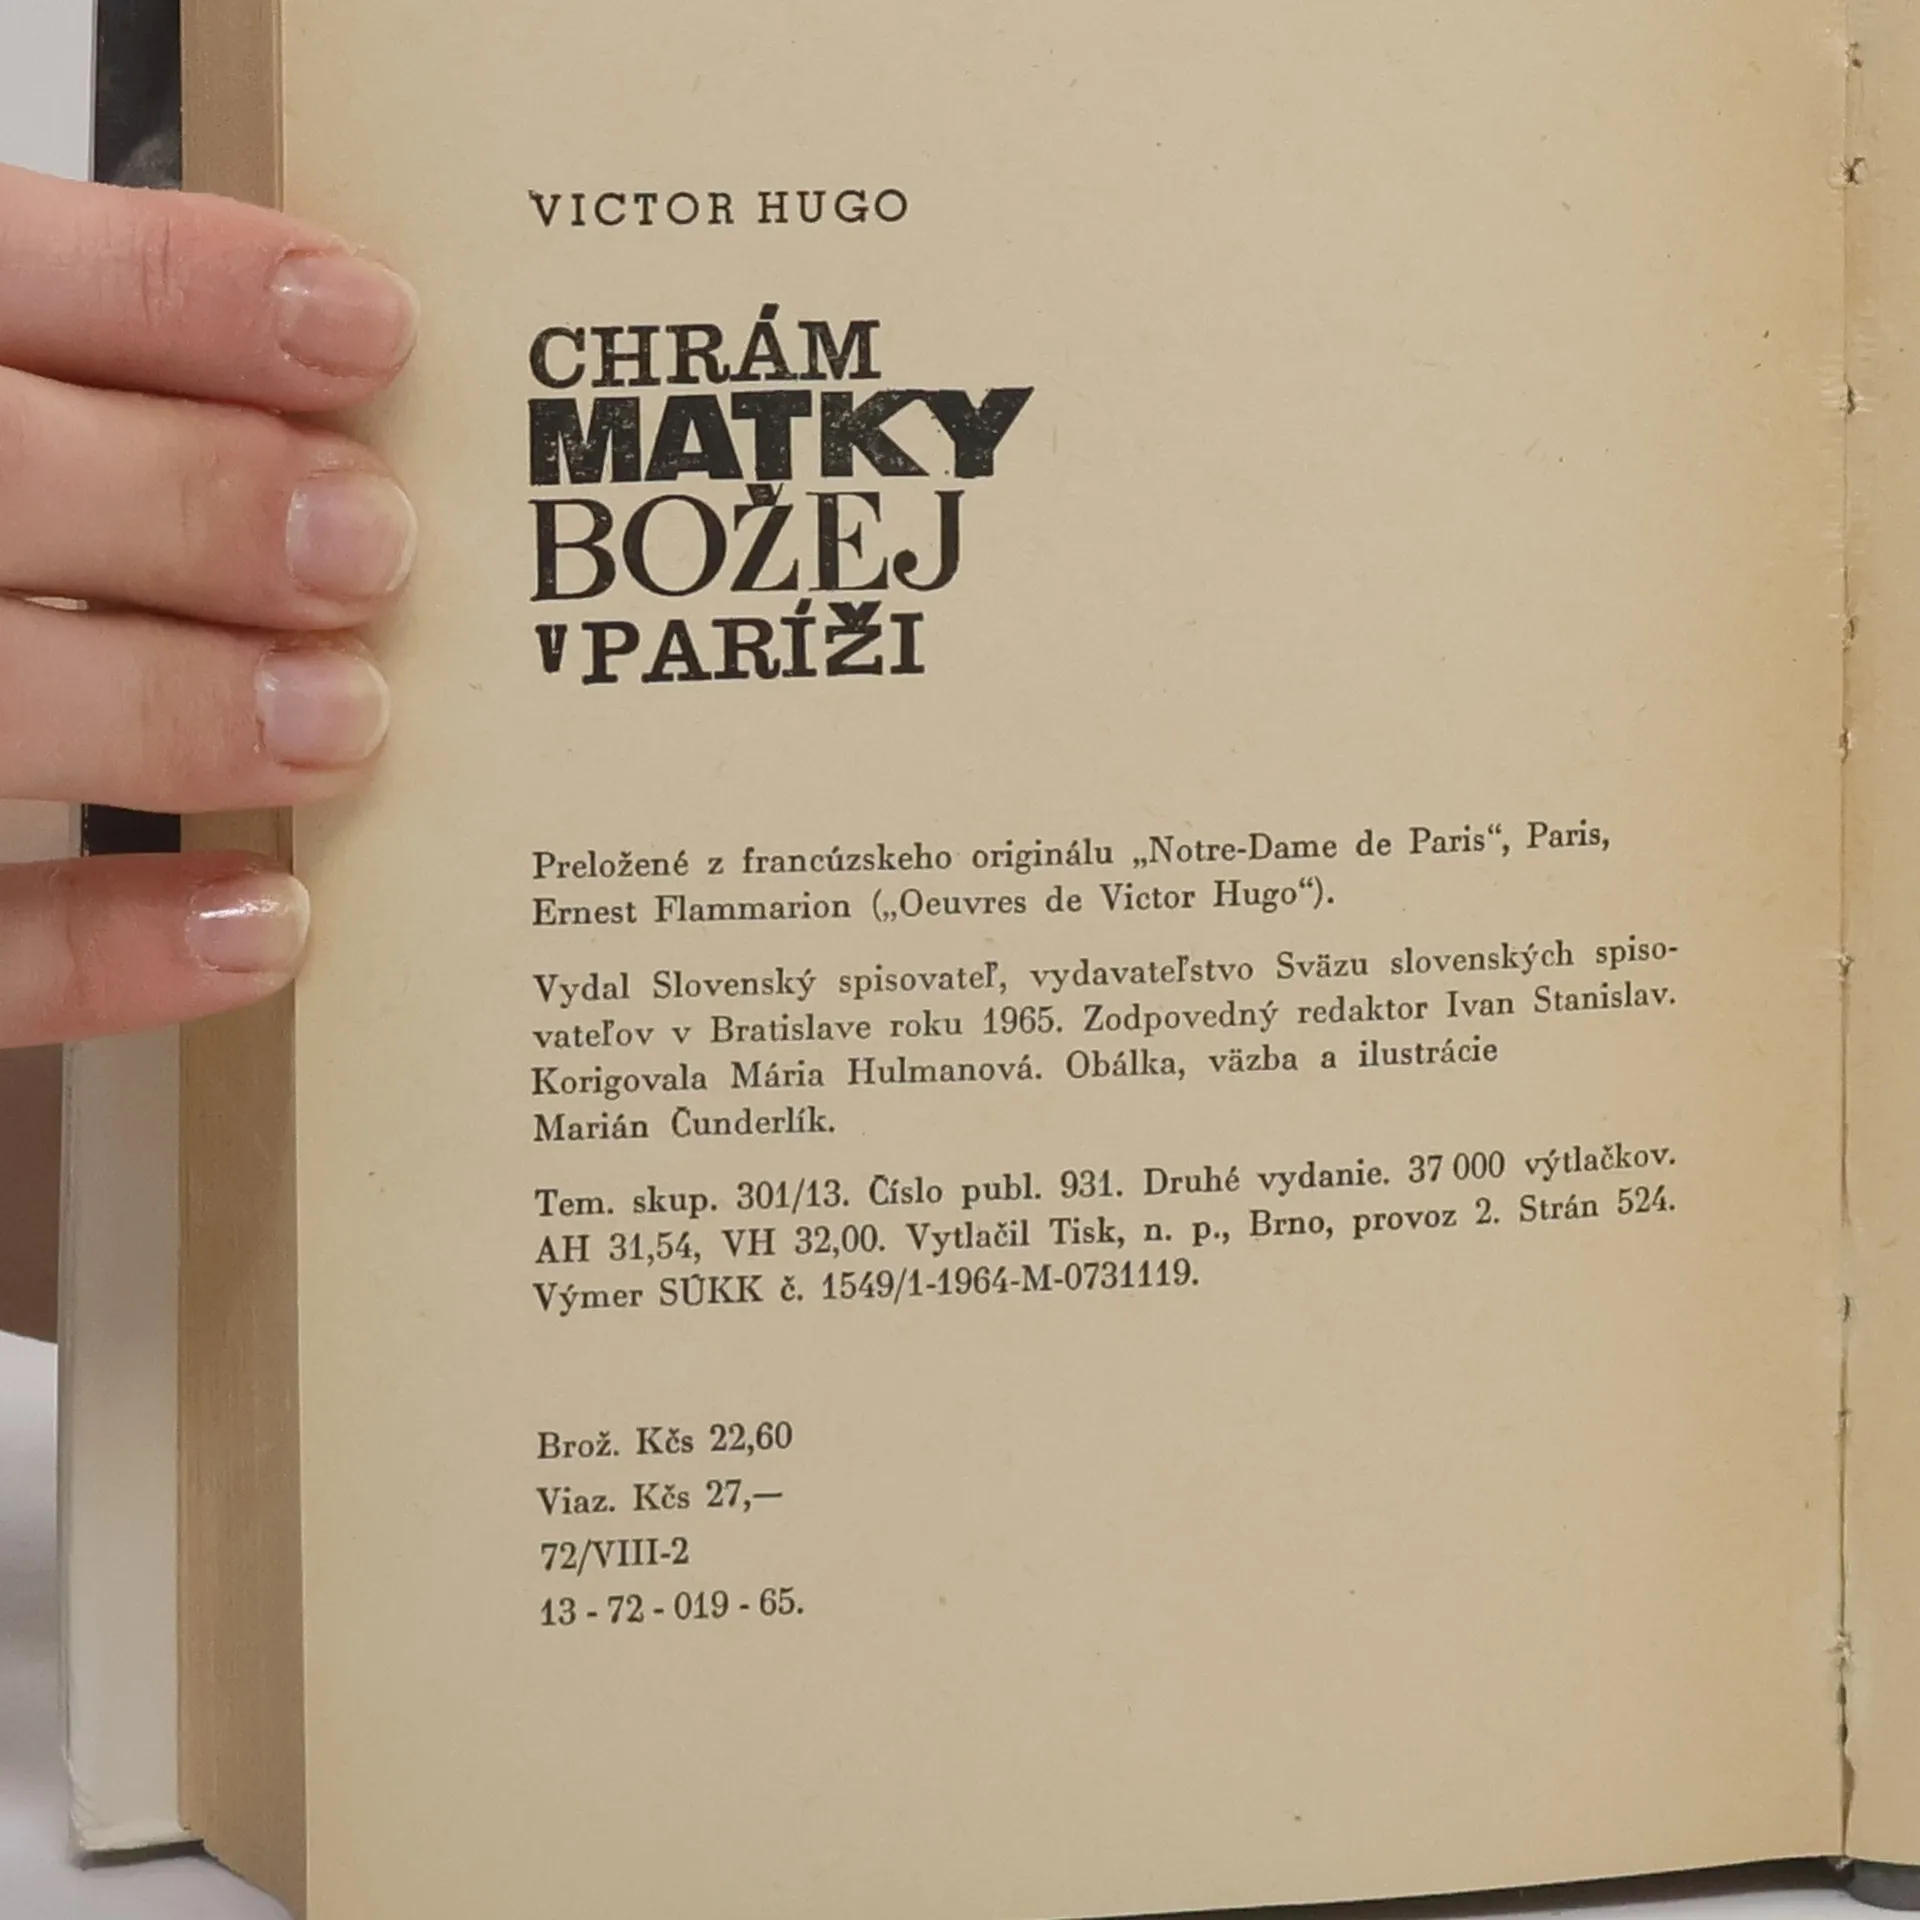 VICTOR HUGO
CHRÁM
MATKY
BOŽEJ
V PARÍŽI
Preložené z francúzskeho originálu „Notre-Dame de Paris“, Paris,
Ernest Flammarion („Oeuvres de Victor Hugo“).
Vydal Slovenský spisovateľ, vydavateľstvo Sväzu slovenských spiso-
vateľov v Bratislave roku 1965. Zodpovedný redaktor Ivan Stanislav.
Korigovala Mária Hulmanová. Obálka, väzba a ilustrácie
Marián Čunderlík.
Tem. skup. 301/13. Číslo publ. 931. Druhé vydanie. 37 000 výtlačkov.
AH 31,54, VH 32,00. Vytlačil Tisk, n. p., Brno, provoz 2. Strán 524.
Výmer SÚKK č. 1549/1-1964-M-0731119.
Brož. Kčs 22,60
Viaz. Kčs 27,—
72/VIII-2
13 - 72 - 019 - 65.